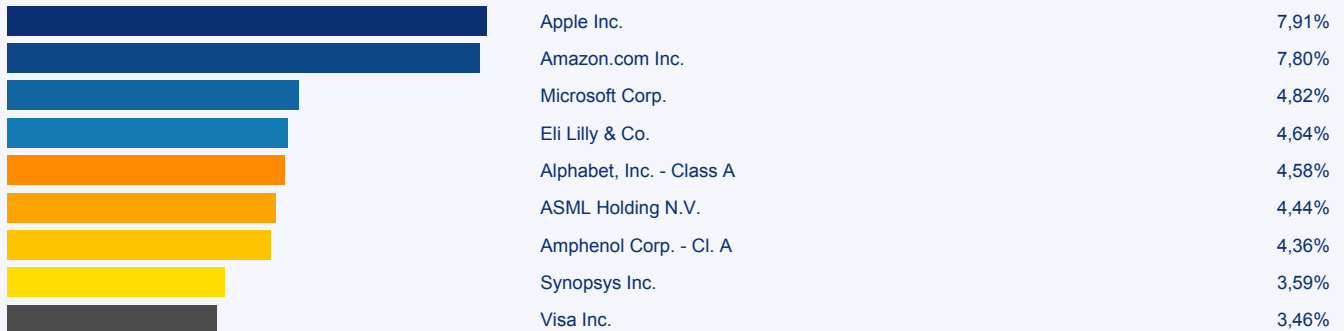 Apple Inc. 7,91%
Amazon.com Inc. 7,80%
Microsoft Corp. 4,82%
Eli Lilly & Co. 4,64%
Alphabet, Inc. - Class A 4,58%
ASML Holding N.V. 4,44%
Amphenol Corp. - Cl. A 4,36%
Synopsys Inc. 3,59%
Visa Inc. 3,46%